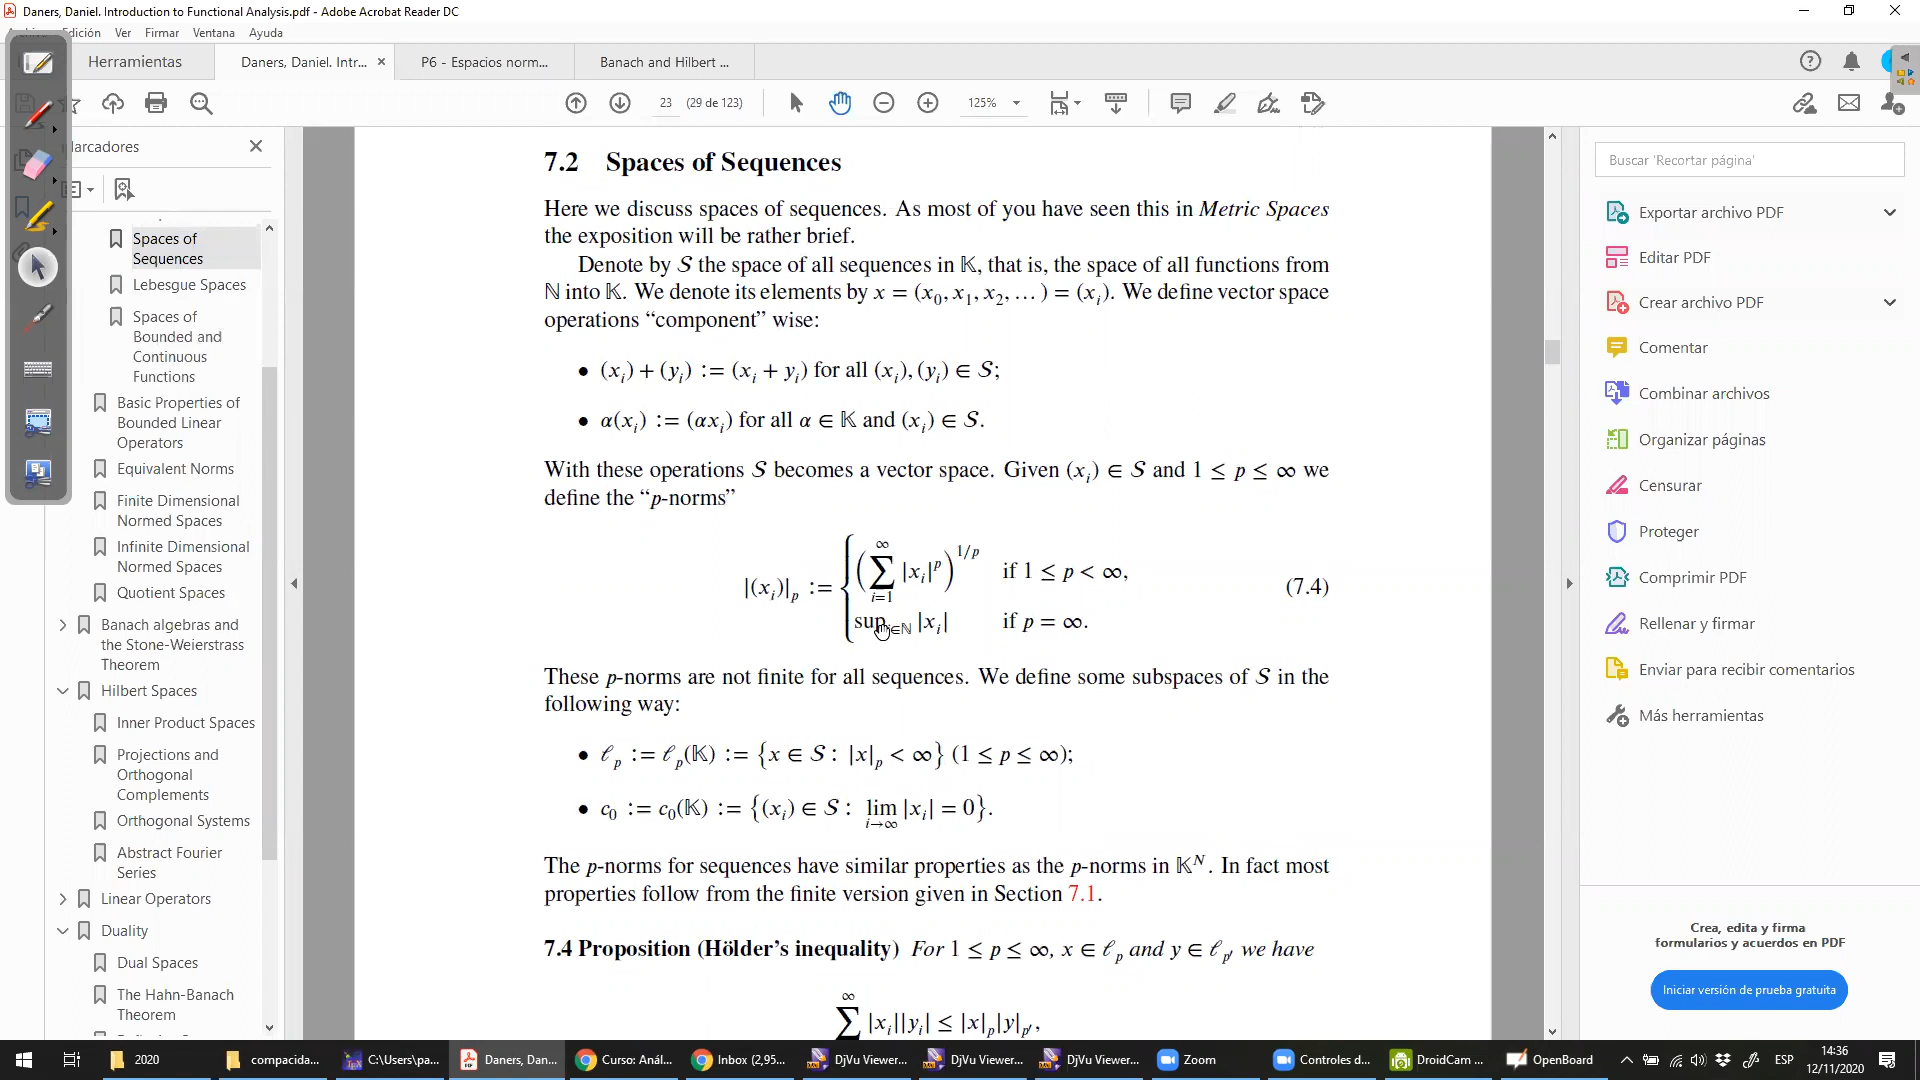 Daners, Daniel. Introduction to Functional Analysis.pdf - Adobe Acrobat Reader DC
Edición Ver Firmar Ventana Ayuda
Herramientas
Daners, Daniel. Intr... ×
P6 - Espacios norm...
Banach and Hilbert ...
23 (29 de 123)
125%
Marcadores
Spaces of
Sequences
Lebesgue Spaces
Spaces of
Bounded and
Continuous
Functions
Basic Properties of
Bounded Linear
Operators
Equivalent Norms
Finite Dimensional
Normed Spaces
Infinite Dimensional
Normed Spaces
Quotient Spaces
Banach algebras and
the Stone-Weierstrass
Theorem
Hilbert Spaces
Inner Product Spaces
Projections and
Orthogonal
Complements
Orthogonal Systems
Abstract Fourier
Series
Linear Operators
Duality
Dual Spaces
The Hahn-Banach
Theorem
7.2 Spaces of Sequences
Here we discuss spaces of sequences. As most of you have seen this in Metric Spaces
the exposition will be rather brief.
Denote by 𝒮 the space of all sequences in 𝕂, that is, the space of all functions from
ℕ into 𝕂. We denote its elements by x = (x₀, x₁, x₂, …) = (xᵢ). We define vector space
operations “component” wise:
• (xᵢ) + (yᵢ) := (xᵢ + yᵢ) for all (xᵢ), (yᵢ) ∈ 𝒮;
• α(xᵢ) := (αxᵢ) for all α ∈ 𝕂 and (xᵢ) ∈ 𝒮.
With these operations 𝒮 becomes a vector space. Given (xᵢ) ∈ 𝒮 and 1 ≤ p ≤ ∞ we
define the “p-norms”
|(xᵢ)|ₚ := { (∑_{i=1}^{∞} |xᵢ|^p)^{1/p} if 1 ≤ p < ∞,
sup_{i∈ℕ} |xᵢ| if p = ∞.
(7.4)
These p-norms are not finite for all sequences. We define some subspaces of 𝒮 in the
following way:
• ℓₚ := ℓₚ(𝕂) := {x ∈ 𝒮 : |x|ₚ < ∞} (1 ≤ p ≤ ∞);
• c₀ := c₀(𝕂) := {(xᵢ) ∈ 𝒮 : lim_{i→∞} |xᵢ| = 0}.
The p-norms for sequences have similar properties as the p-norms in 𝕂^N. In fact most
properties follow from the finite version given in Section 7.1.
7.4 Proposition (Hölder’s inequality) For 1 ≤ p ≤ ∞, x ∈ ℓₚ and y ∈ ℓ_{p′} we have
∑^{∞} |xᵢ||yᵢ| ≤ |x|ₚ|y|_{p′},
Buscar 'Recortar página'
Exportar archivo PDF
Editar PDF
Crear archivo PDF
Comentar
Combinar archivos
Organizar páginas
Censurar
Proteger
Comprimir PDF
Rellenar y firmar
Enviar para recibir comentarios
Más herramientas
Crea, edita y firma
formularios y acuerdos en PDF
Iniciar versión de prueba gratuita
2020
compacida...
C:\Users\pa...
Daners, Dan...
Curso: Anál...
Inbox (2,95...
DjVu Viewer...
DjVu Viewer...
DjVu Viewer...
Zoom
Controles d...
DroidCam ...
OpenBoard
ESP
14:36
12/11/2020